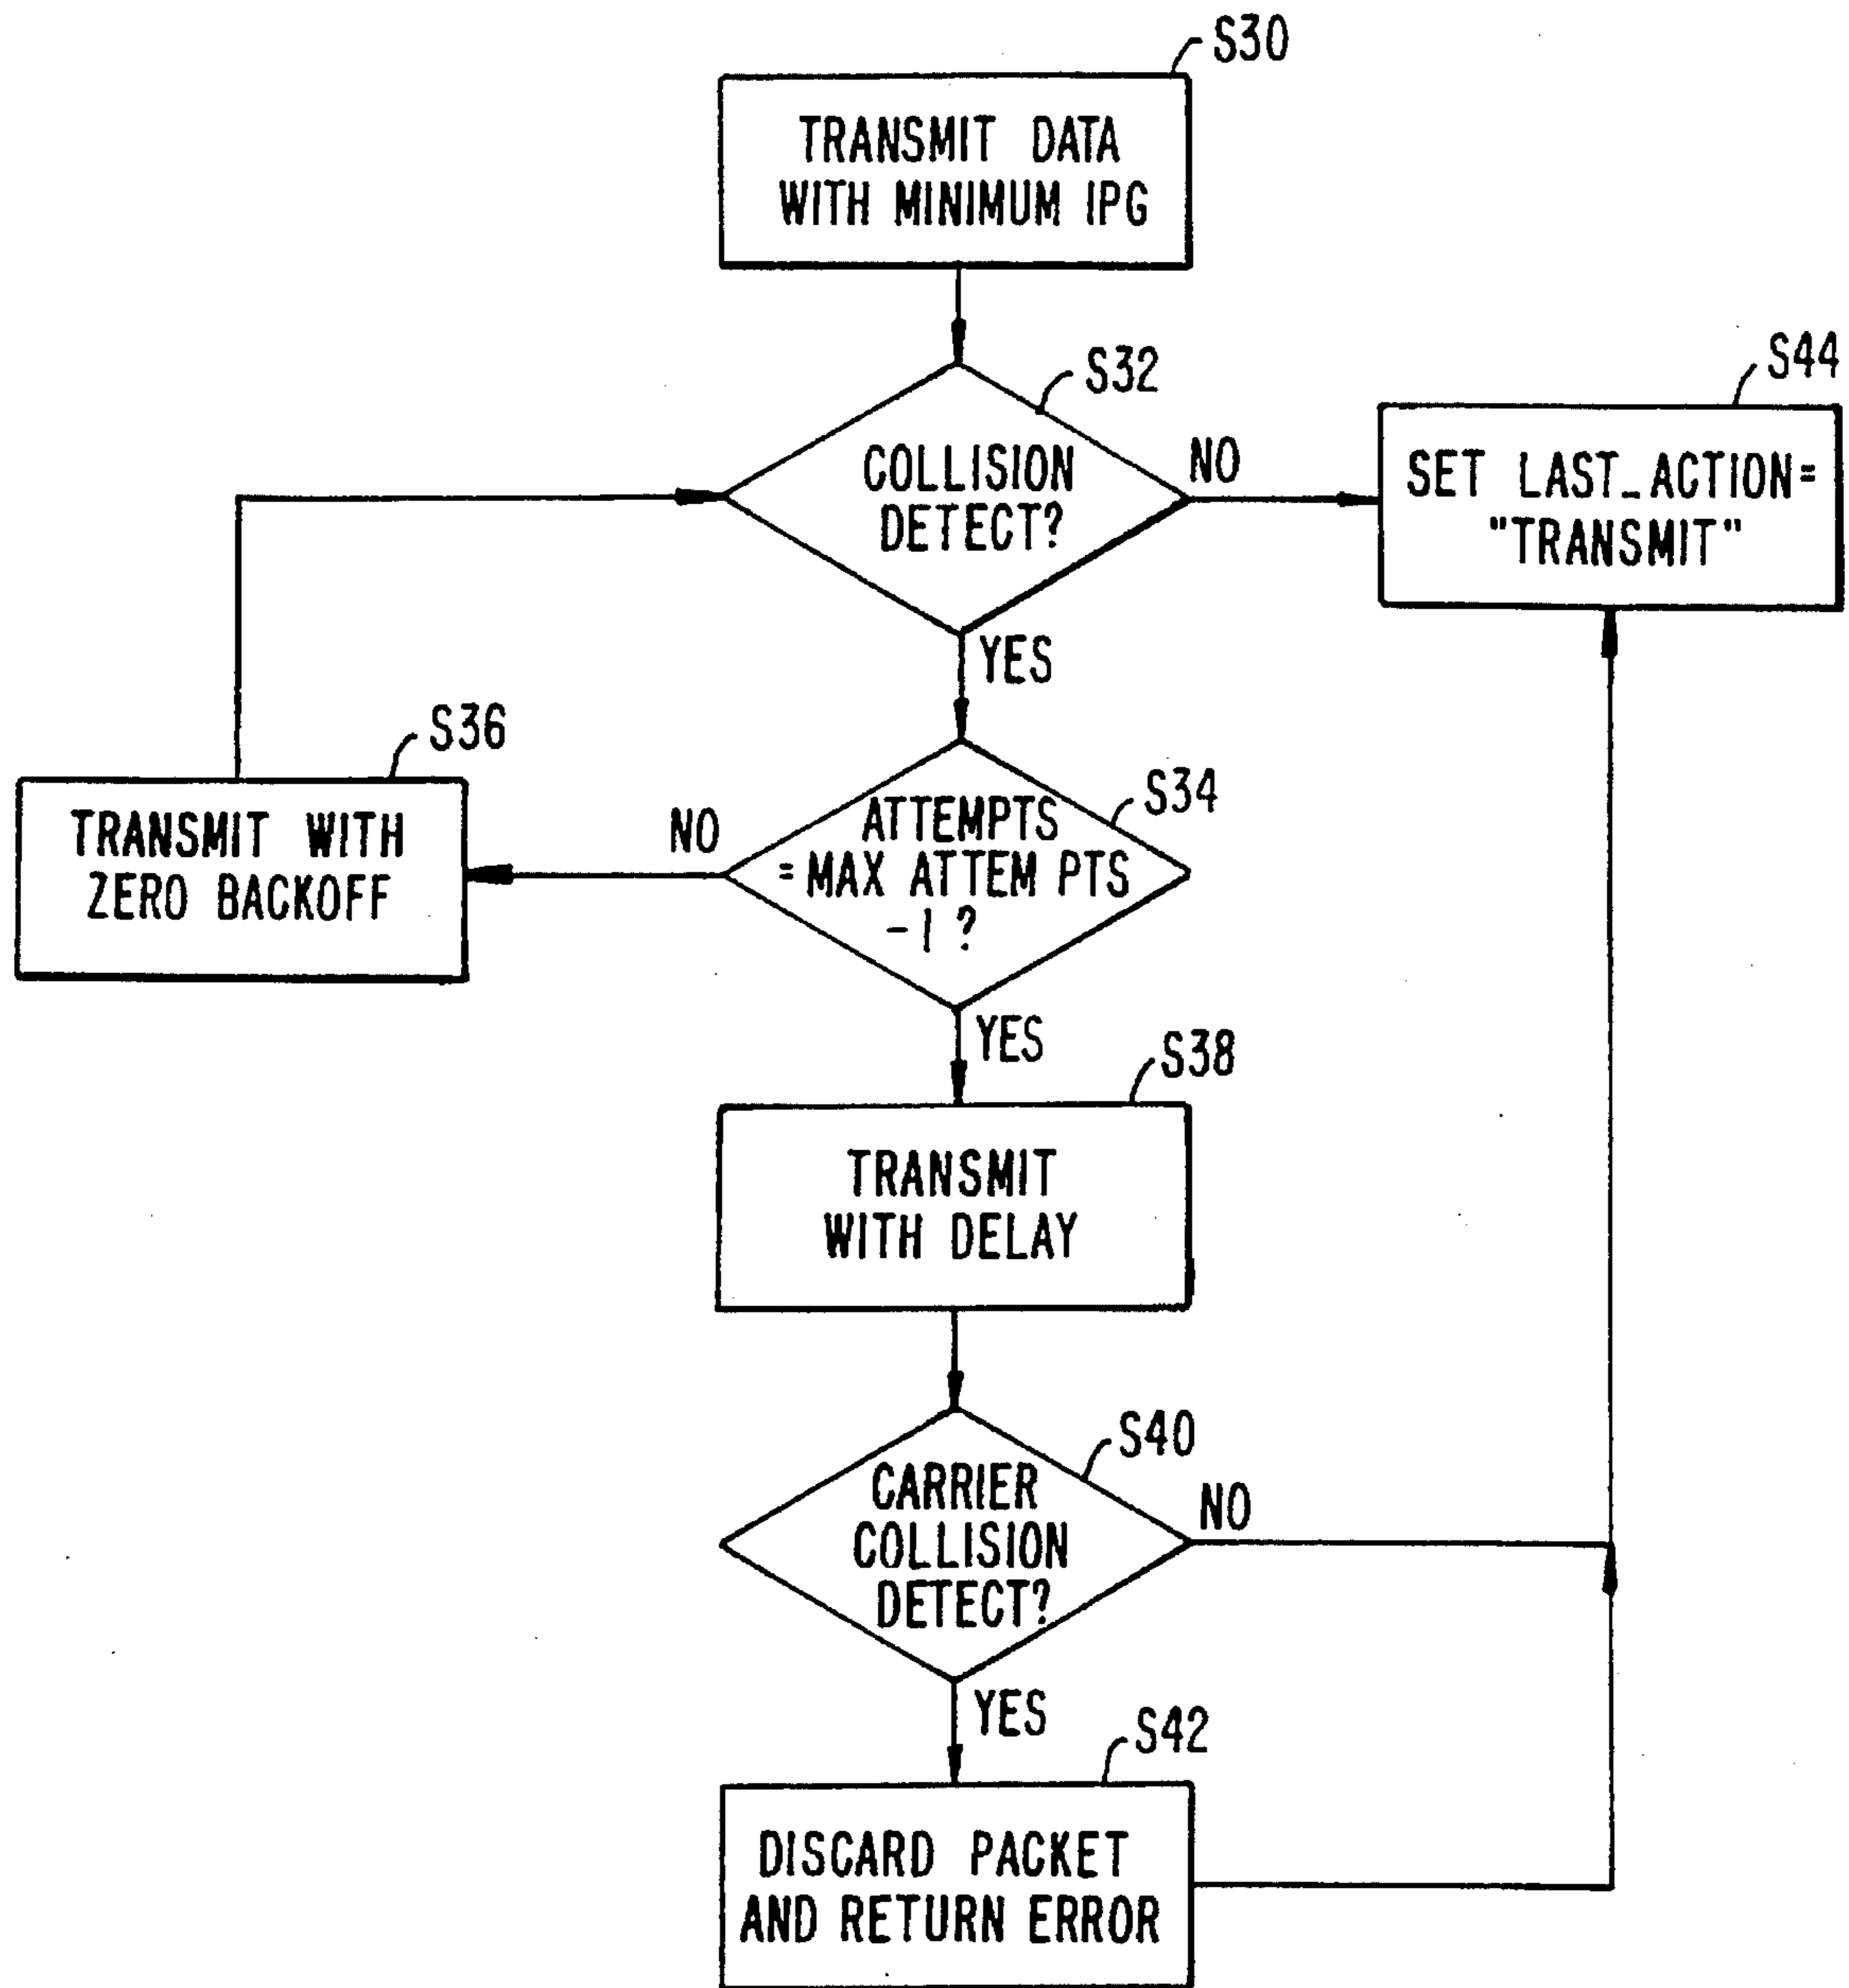 S30
TRANSMIT DATA
WITH MINIMUM IPG
S32
COLLISION
DETECT?
NO
YES
S44
SET LAST_ACTION=
"TRANSMIT"
S36
TRANSMIT WITH
ZERO BACKOFF
NO
S34
ATTEMPTS
=MAX ATTEM PTS
-1?
YES
S38
TRANSMIT
WITH DELAY
S40
CARRIER
COLLISION
DETECT?
NO
YES
S42
DISCARD PACKET
AND RETURN ERROR